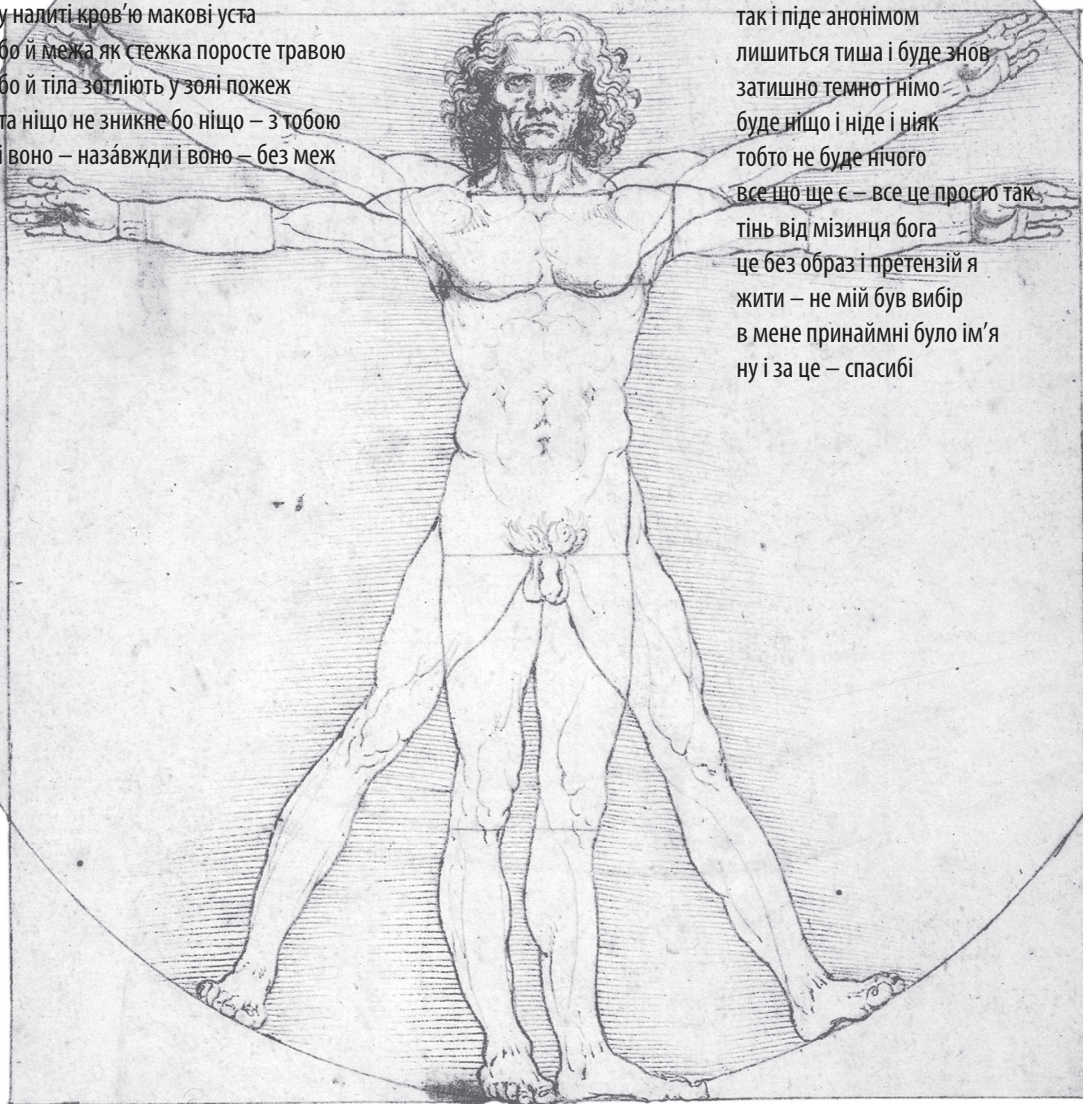 у налиті кров’ю макові уста
бо й межа як стежка поросте травою
бо й тіла зотліють у золі пожеж
та ніщо не зникне бо ніщо – з тобою
і воно – наза́вжди і воно – без меж
так і піде анонімом
лишиться тиша і буде знов
затишно темно і німо
буде ніщо і ніде і ніяк
тобто не буде нічого
все що ще є – все це просто так
тінь від мізинця бога
це без образ і претензій я
жити – не мій був вибір
в мене принаймні було ім’я
ну і за це – спасибі